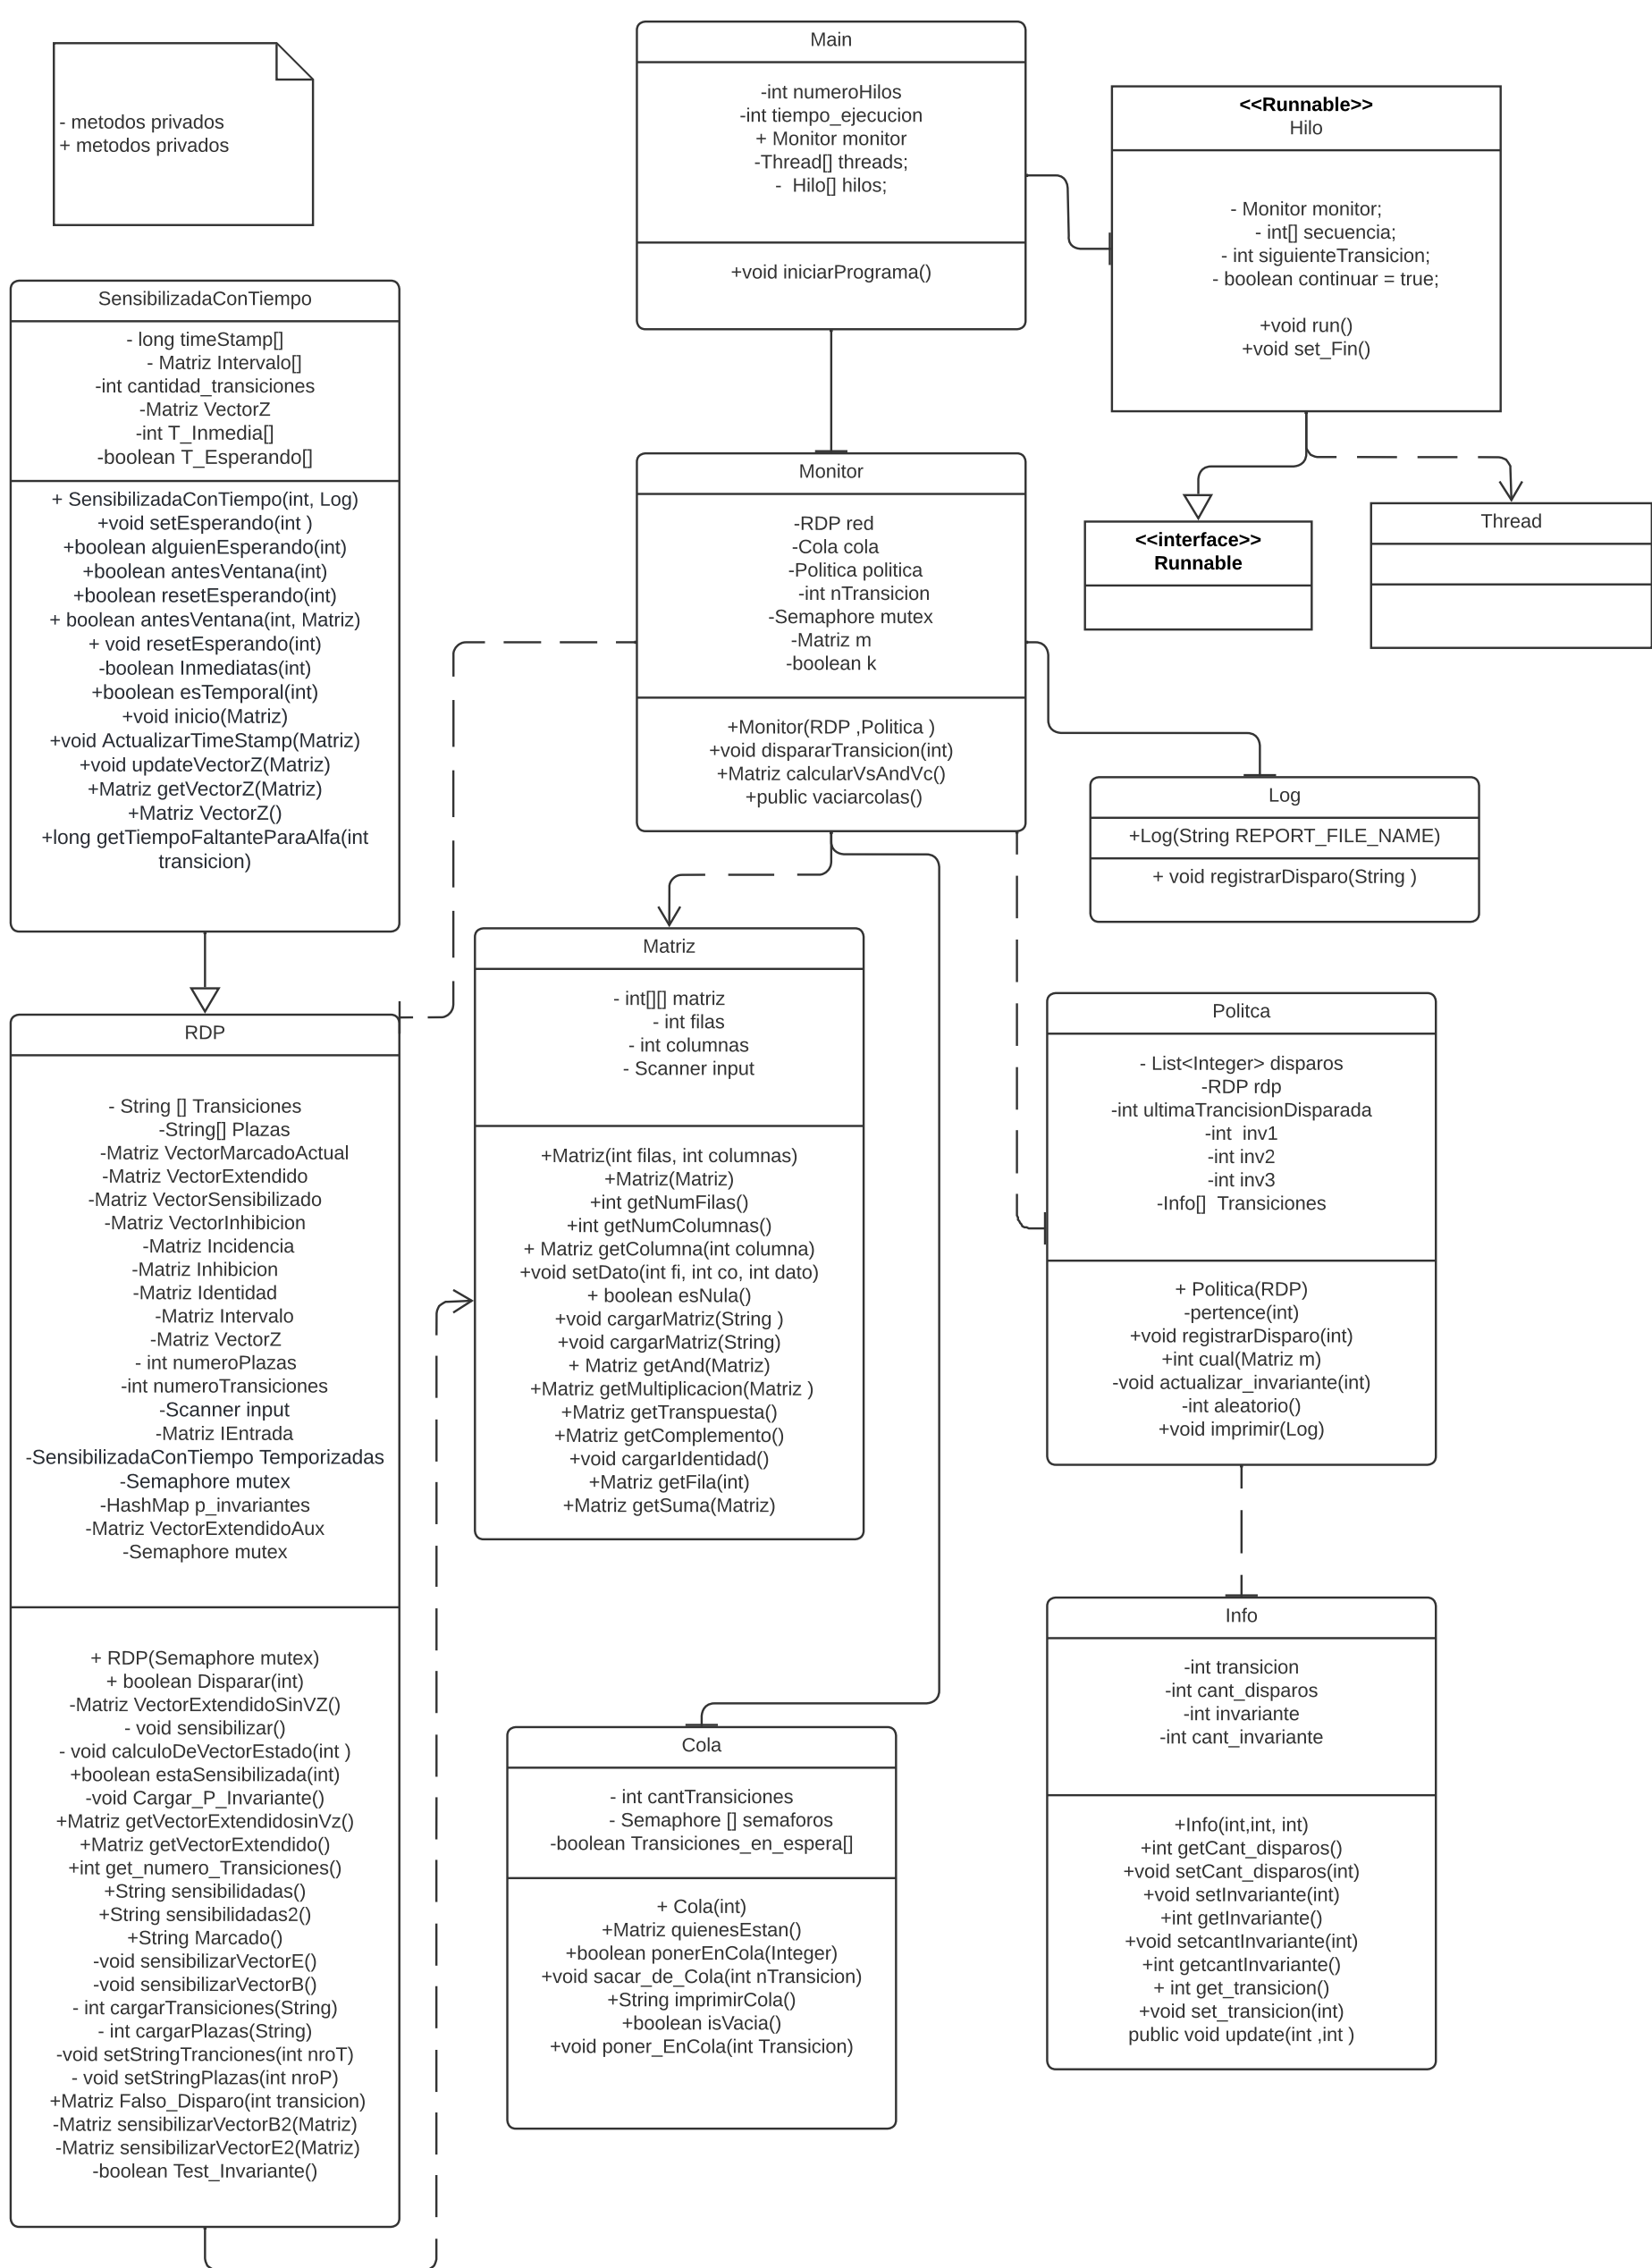 - metodos privados
+ metodos privados
Main
-int numeroHilos
-int tiempo_ejecucion
+ Monitor monitor
-Thread[] threads;
- Hilo[] hilos;
+void iniciarPrograma()
<<Runnable>>
Hilo
- Monitor monitor;
- int[] secuencia;
- int siguienteTransicion;
- boolean continuar = true;
+void run()
+void set_Fin()
SensibilizadaConTiempo
- long timeStamp[]
- Matriz Intervalo[]
-int cantidad_transiciones
-Matriz VectorZ
-int T_Inmedia[]
-boolean T_Esperando[]
+ SensibilizadaConTiempo(int, Log)
+void setEsperando(int )
+boolean alguienEsperando(int)
+boolean antesVentana(int)
+boolean resetEsperando(int)
+ boolean antesVentana(int, Matriz)
+ void resetEsperando(int)
-boolean Inmediatas(int)
+boolean esTemporal(int)
+void inicio(Matriz)
+void ActualizarTimeStamp(Matriz)
+void updateVectorZ(Matriz)
+Matriz getVectorZ(Matriz)
+Matriz VectorZ()
+long getTiempoFaltanteParaAlfa(int
transicion)
Monitor
-RDP red
-Cola cola
-Politica politica
-int nTransicion
-Semaphore mutex
-Matriz m
-boolean k
+Monitor(RDP ,Politica )
+void dispararTransicion(int)
+Matriz calcularVsAndVc()
+public vaciarcolas()
<<interface>>
Runnable
Thread
Log
+Log(String REPORT_FILE_NAME)
+ void registrarDisparo(String )
Matriz
- int[][] matriz
- int filas
- int columnas
- Scanner input
+Matriz(int filas, int columnas)
+Matriz(Matriz)
+int getNumFilas()
+int getNumColumnas()
+ Matriz getColumna(int columna)
+void setDato(int fi, int co, int dato)
+ boolean esNula()
+void cargarMatriz(String )
+void cargarMatriz(String)
+ Matriz getAnd(Matriz)
+Matriz getMultiplicacion(Matriz )
+Matriz getTranspuesta()
+Matriz getComplemento()
+void cargarIdentidad()
+Matriz getFila(int)
+Matriz getSuma(Matriz)
Politca
- List<Integer> disparos
-RDP rdp
-int ultimaTrancisionDisparada
-int inv1
-int inv2
-int inv3
-Info[] Transiciones
+ Politica(RDP)
-pertence(int)
+void registrarDisparo(int)
+int cual(Matriz m)
-void actualizar_invariante(int)
-int aleatorio()
+void imprimir(Log)
RDP
- String [] Transiciones
-String[] Plazas
-Matriz VectorMarcadoActual
-Matriz VectorExtendido
-Matriz VectorSensibilizado
-Matriz VectorInhibicion
-Matriz Incidencia
-Matriz Inhibicion
-Matriz Identidad
-Matriz Intervalo
-Matriz VectorZ
- int numeroPlazas
-int numeroTransiciones
-Scanner input
-Matriz IEntrada
-SensibilizadaConTiempo Temporizadas
-Semaphore mutex
-HashMap p_invariantes
-Matriz VectorExtendidoAux
-Semaphore mutex
+ RDP(Semaphore mutex)
+ boolean Disparar(int)
-Matriz VectorExtendidoSinVZ()
- void sensibilizar()
- void calculoDeVectorEstado(int )
+boolean estaSensibilizada(int)
-void Cargar_P_Invariante()
+Matriz getVectorExtendidosinVz()
+Matriz getVectorExtendido()
+int get_numero_Transiciones()
+String sensibilidadas()
+String sensibilidadas2()
+String Marcado()
-void sensibilizarVectorE()
-void sensibilizarVectorB()
- int cargarTransiciones(String)
- int cargarPlazas(String)
-void setStringTranciones(int nroT)
- void setStringPlazas(int nroP)
+Matriz Falso_Disparo(int transicion)
-Matriz sensibilizarVectorB2(Matriz)
-Matriz sensibilizarVectorE2(Matriz)
-boolean Test_Invariante()
Cola
- int cantTransiciones
- Semaphore [] semaforos
-boolean Transiciones_en_espera[]
+ Cola(int)
+Matriz quienesEstan()
+boolean ponerEnCola(Integer)
+void sacar_de_Cola(int nTransicion)
+String imprimirCola()
+boolean isVacia()
+void poner_EnCola(int Transicion)
Info
-int transicion
-int cant_disparos
-int invariante
-int cant_invariante
+Info(int,int, int)
+int getCant_disparos()
+void setCant_disparos(int)
+void setInvariante(int)
+int getInvariante()
+void setcantInvariante(int)
+int getcantInvariante()
+ int get_transicion()
+void set_transicion(int)
public void update(int ,int )